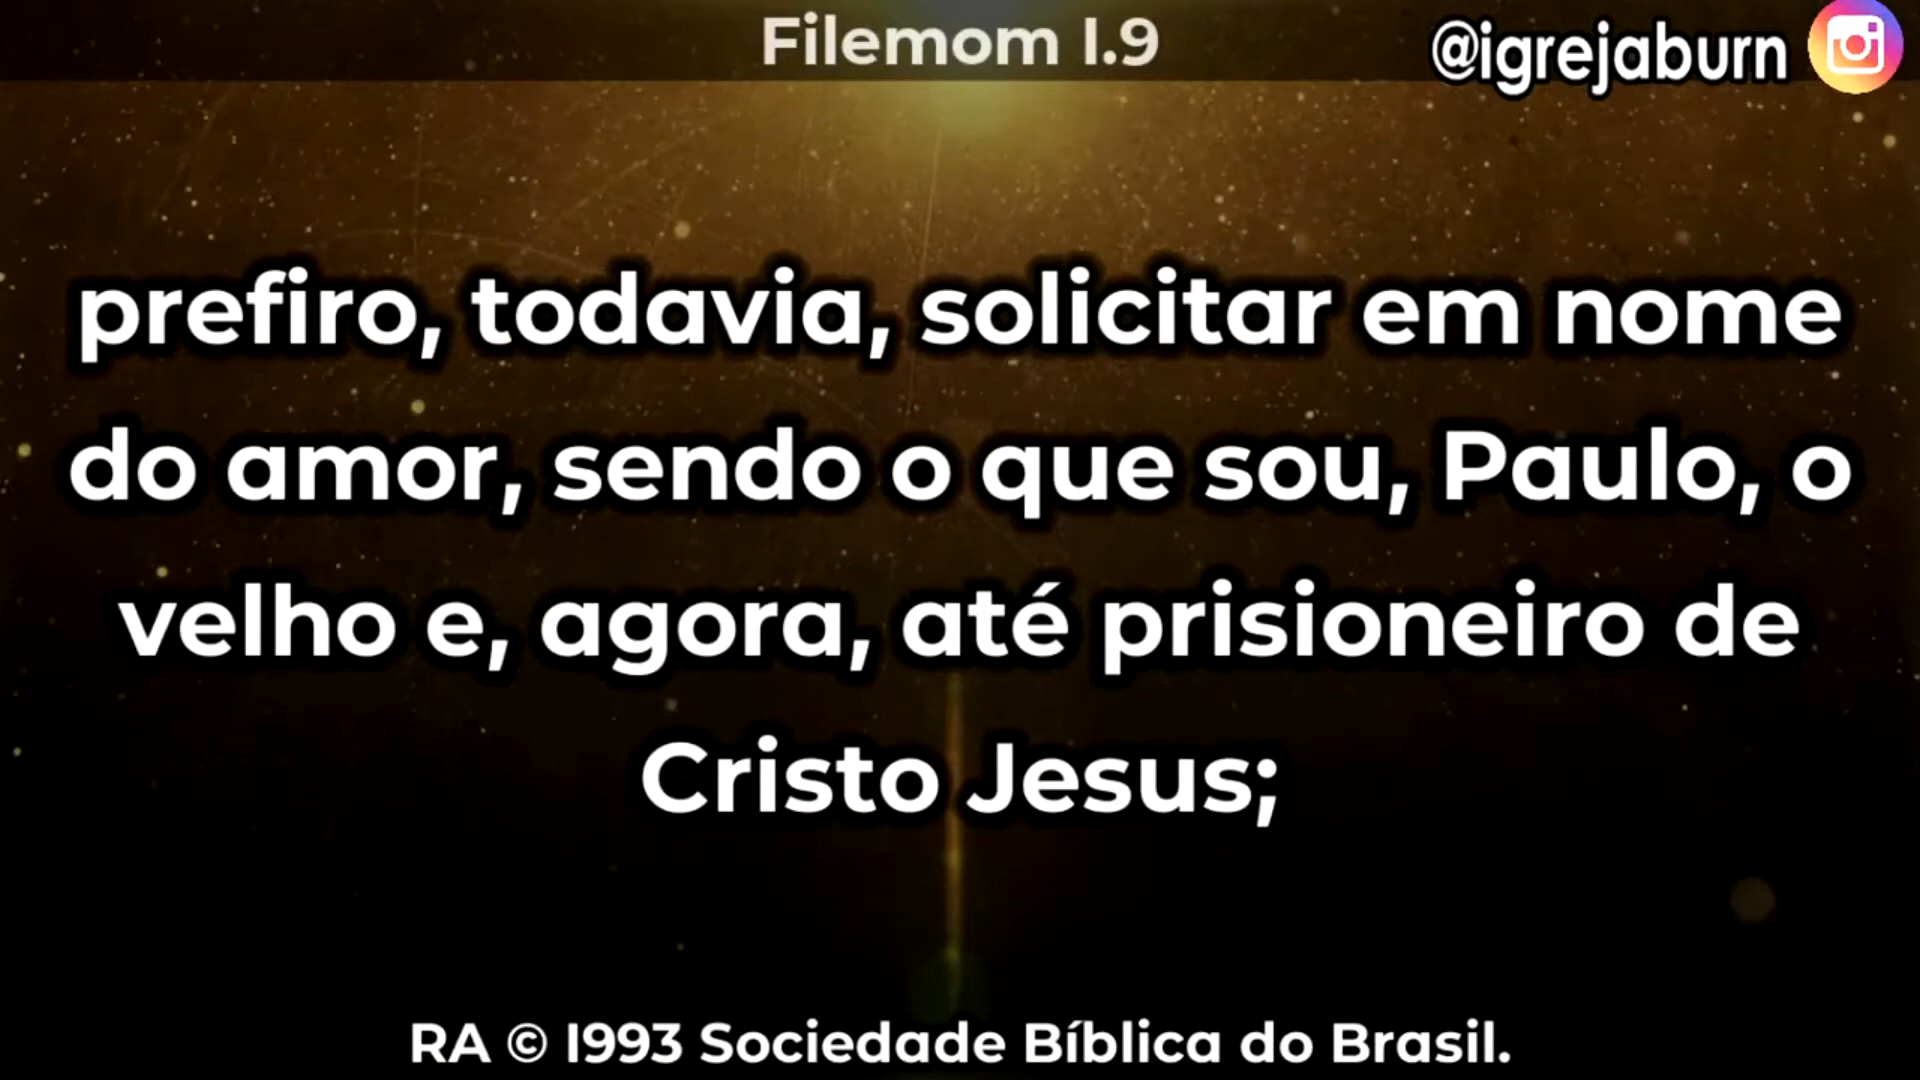 Filemom 1.9
@igrejaburn
prefiro, todavia, solicitar em nome
do amor, sendo o que sou, Paulo, o
velho e, agora, até prisioneiro de
Cristo Jesus;
RA © 1993 Sociedade Bíblica do Brasil.